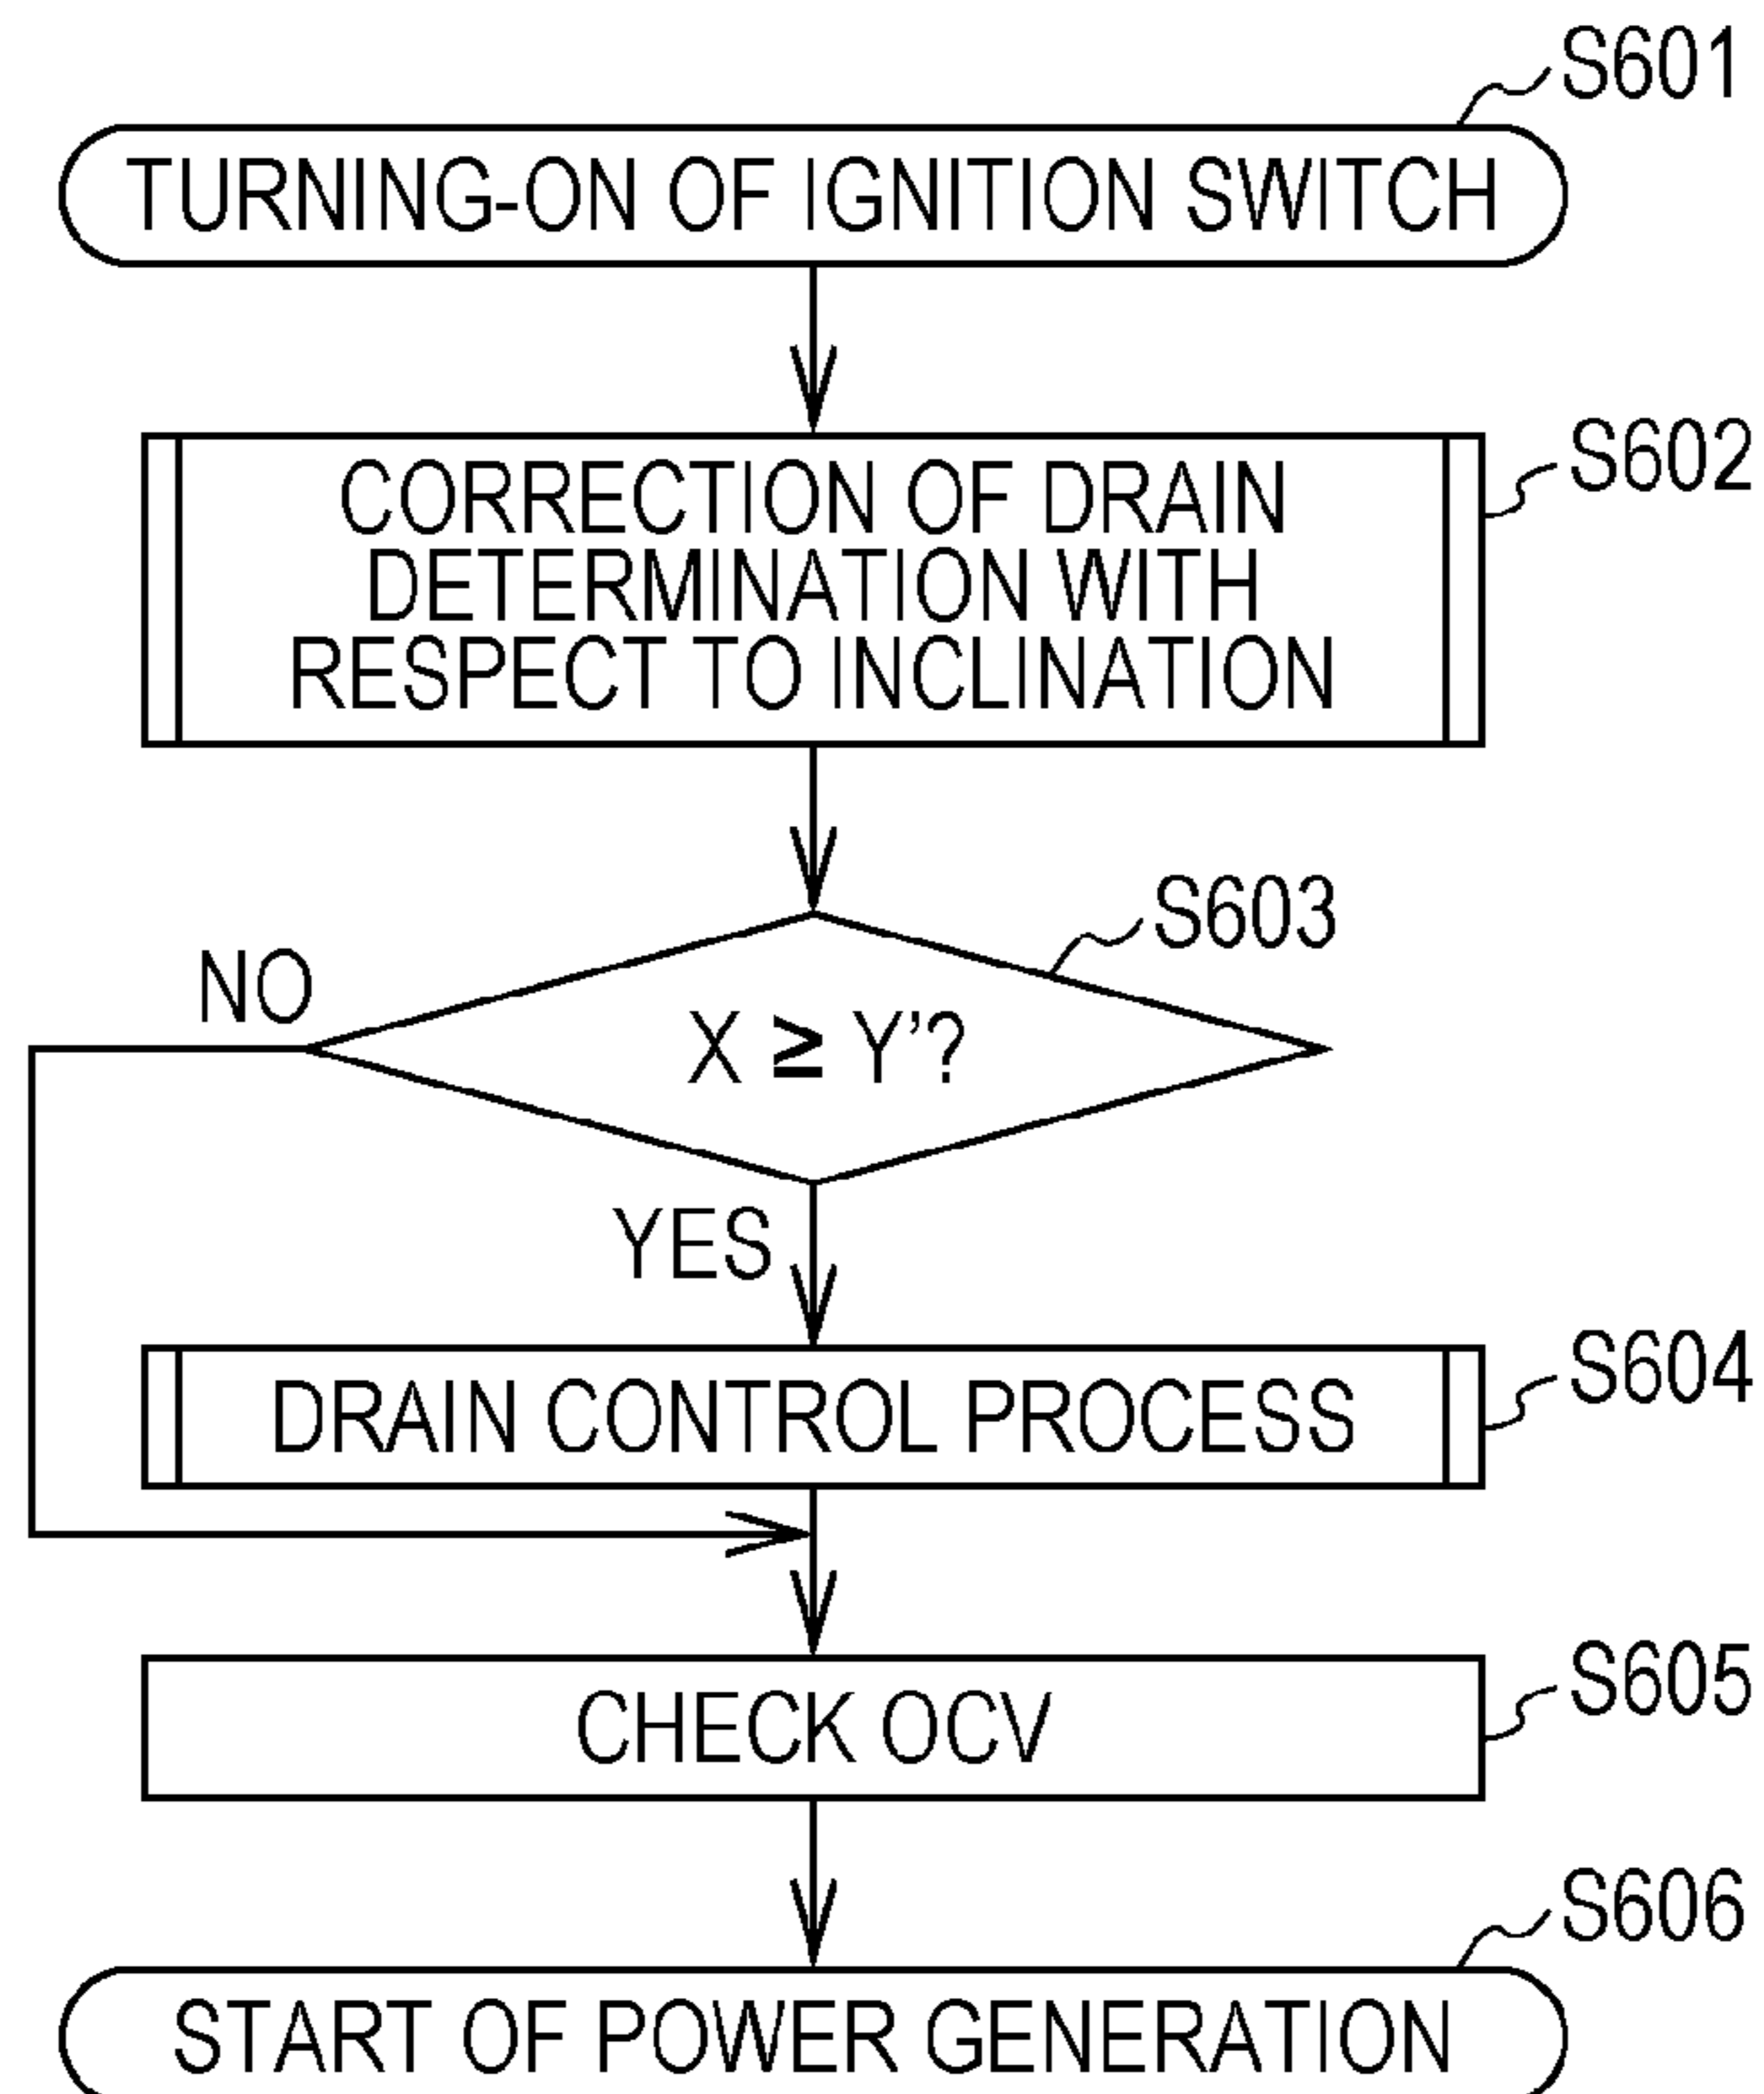 S601
TURNING-ON OF IGNITION SWITCH
S602
CORRECTION OF DRAIN
DETERMINATION WITH
RESPECT TO INCLINATION
S603
NO
X ≥ Y'?
YES
S604
DRAIN CONTROL PROCESS
S605
CHECK OCV
S606
START OF POWER GENERATION